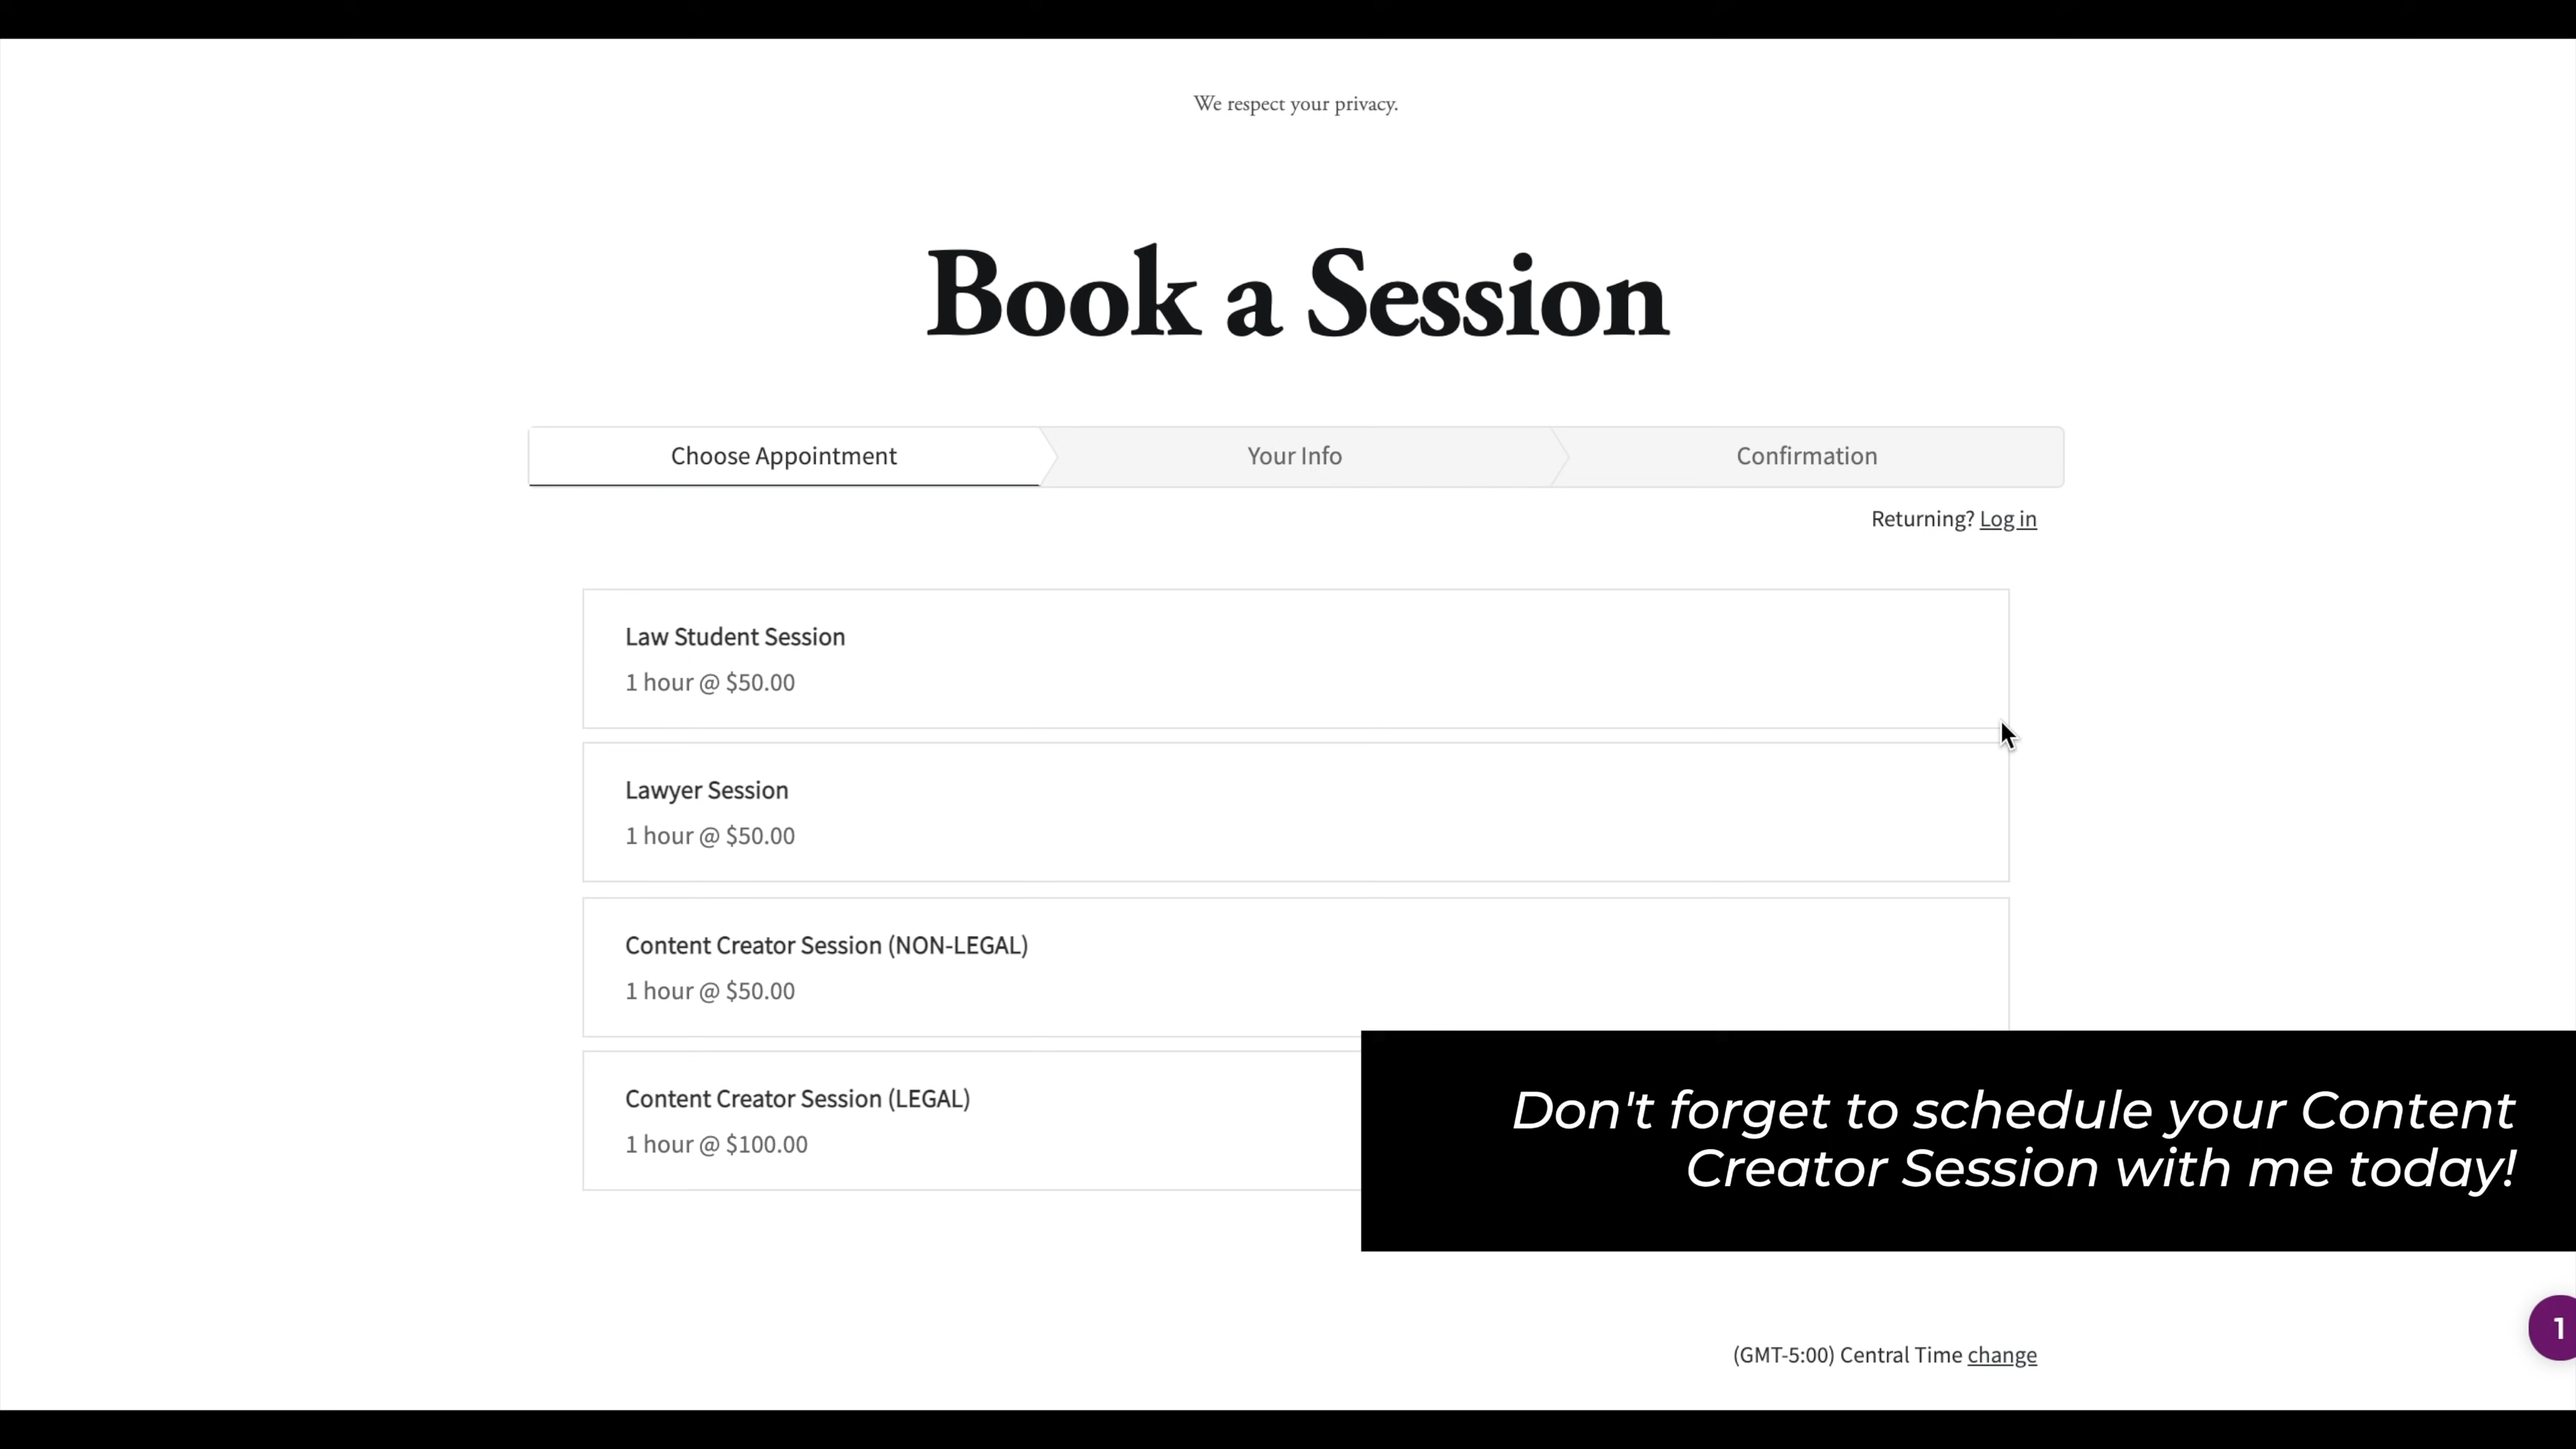 We respect your privacy.
Book a Session
Choose Appointment
Your Info
Confirmation
Returning? Log in
Law Student Session
1 hour @ $50.00
Lawyer Session
1 hour @ $50.00
Content Creator Session (NON-LEGAL)
1 hour @ $50.00
Content Creator Session (LEGAL)
1 hour @ $100.00
Don't forget to schedule your Content
Creator Session with me today!
1
(GMT-5:00) Central Time change